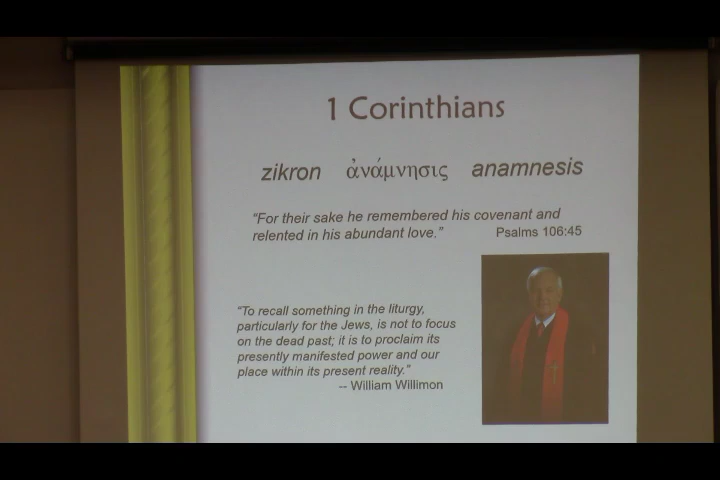 1 Corinthians
zikron ἀνάμνησις anamnesis
“For their sake he remembered his covenant and
relented in his abundant love.” Psalms 106:45
“To recall something in the liturgy,
particularly for the Jews, is not to focus
on the dead past; it is to proclaim its
presently manifested power and our
place within its present reality.”
-- William Willimon